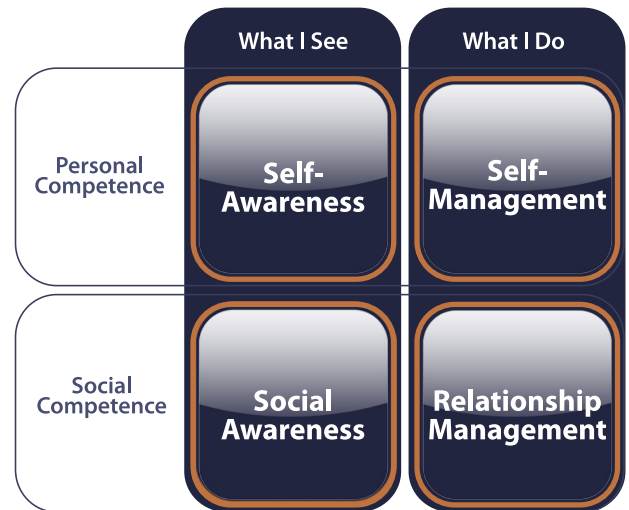 What I See
What I Do
Personal
Competence
Self-
Awareness
Self-
Management
Social
Competence
Social
Awareness
Relationship
Management